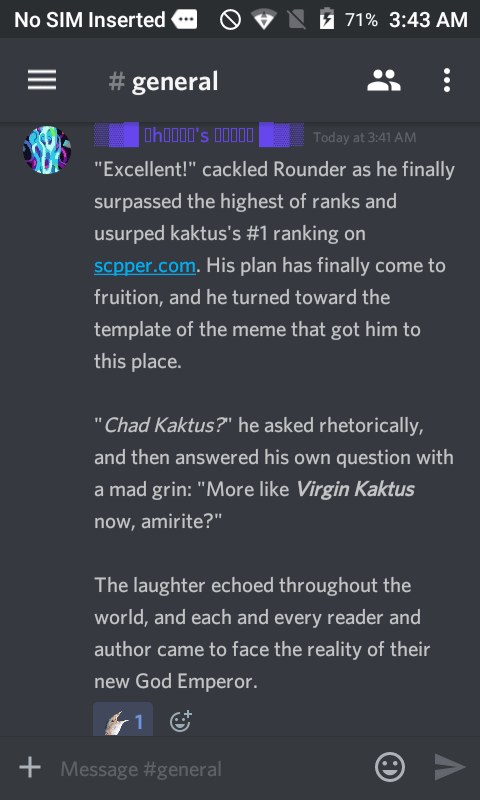 No SIM Inserted 71% 3:43 AM
# general
's Today at 3:41 AM
"Excellent!" cackled Rounder as he finally
surpassed the highest of ranks and
usurped kaktus's #1 ranking on
scpper.com. His plan has finally come to
fruition, and he turned toward the
template of the meme that got him to
this place.
"Chad Kaktus?" he asked rhetorically,
and then answered his own question with
a mad grin: "More like Virgin Kaktus
now, amirite?"
The laughter echoed throughout the
world, and each and every reader and
author came to face the reality of their
new God Emperor.
1
Message #general